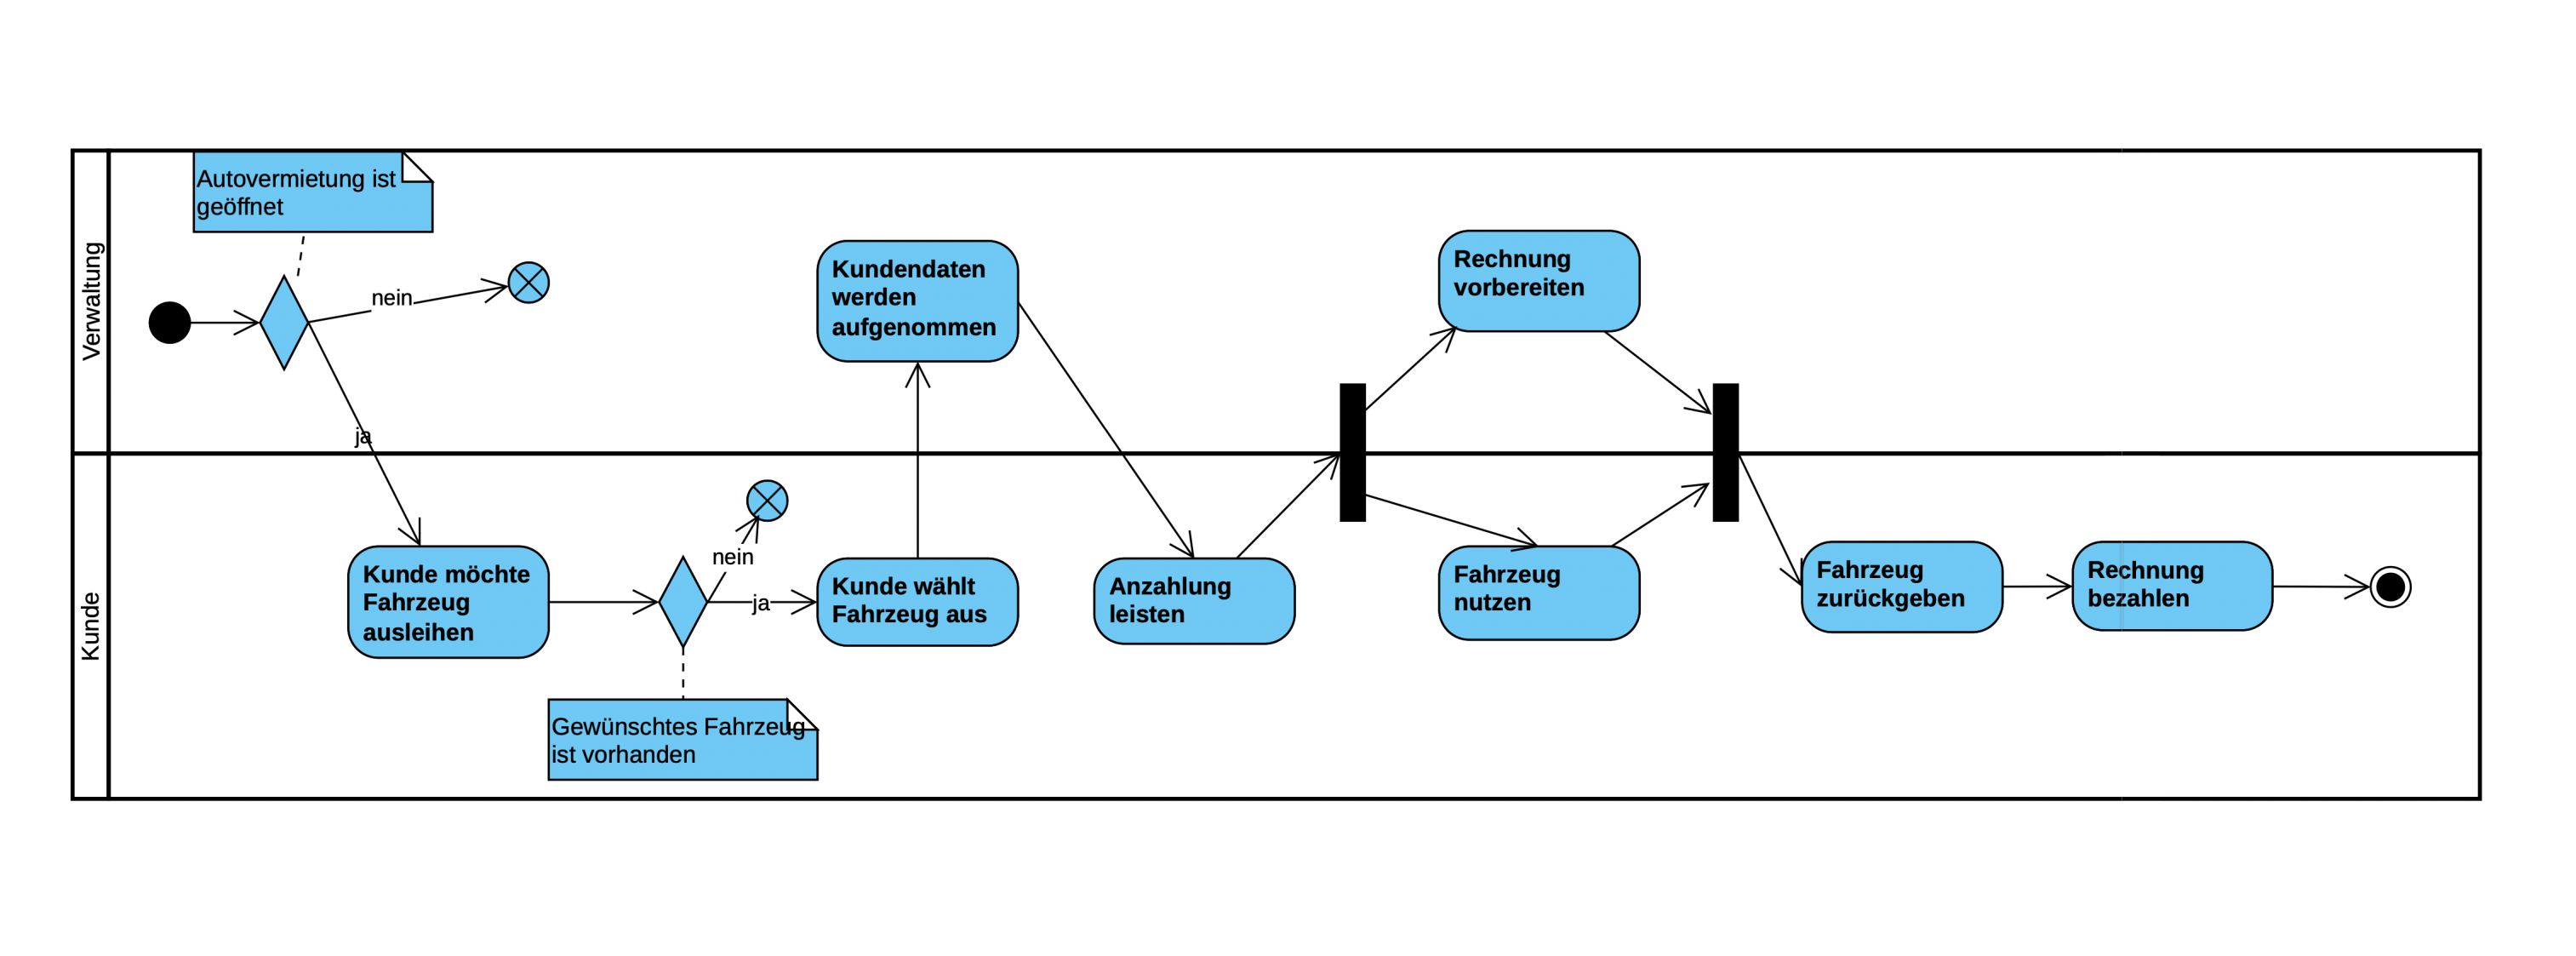 Verwaltung
Autovermietung ist
geöffnet
nein
ja
Kundendaten
werden
aufgenommen
Rechnung
vorbereiten
Kunde
Kunde möchte
Fahrzeug
ausleihen
nein
ja
Gewünschtes Fahrzeug
ist vorhanden
Kunde wählt
Fahrzeug aus
Anzahlung
leisten
Fahrzeug
nutzen
Fahrzeug
zurückgeben
Rechnung
bezahlen